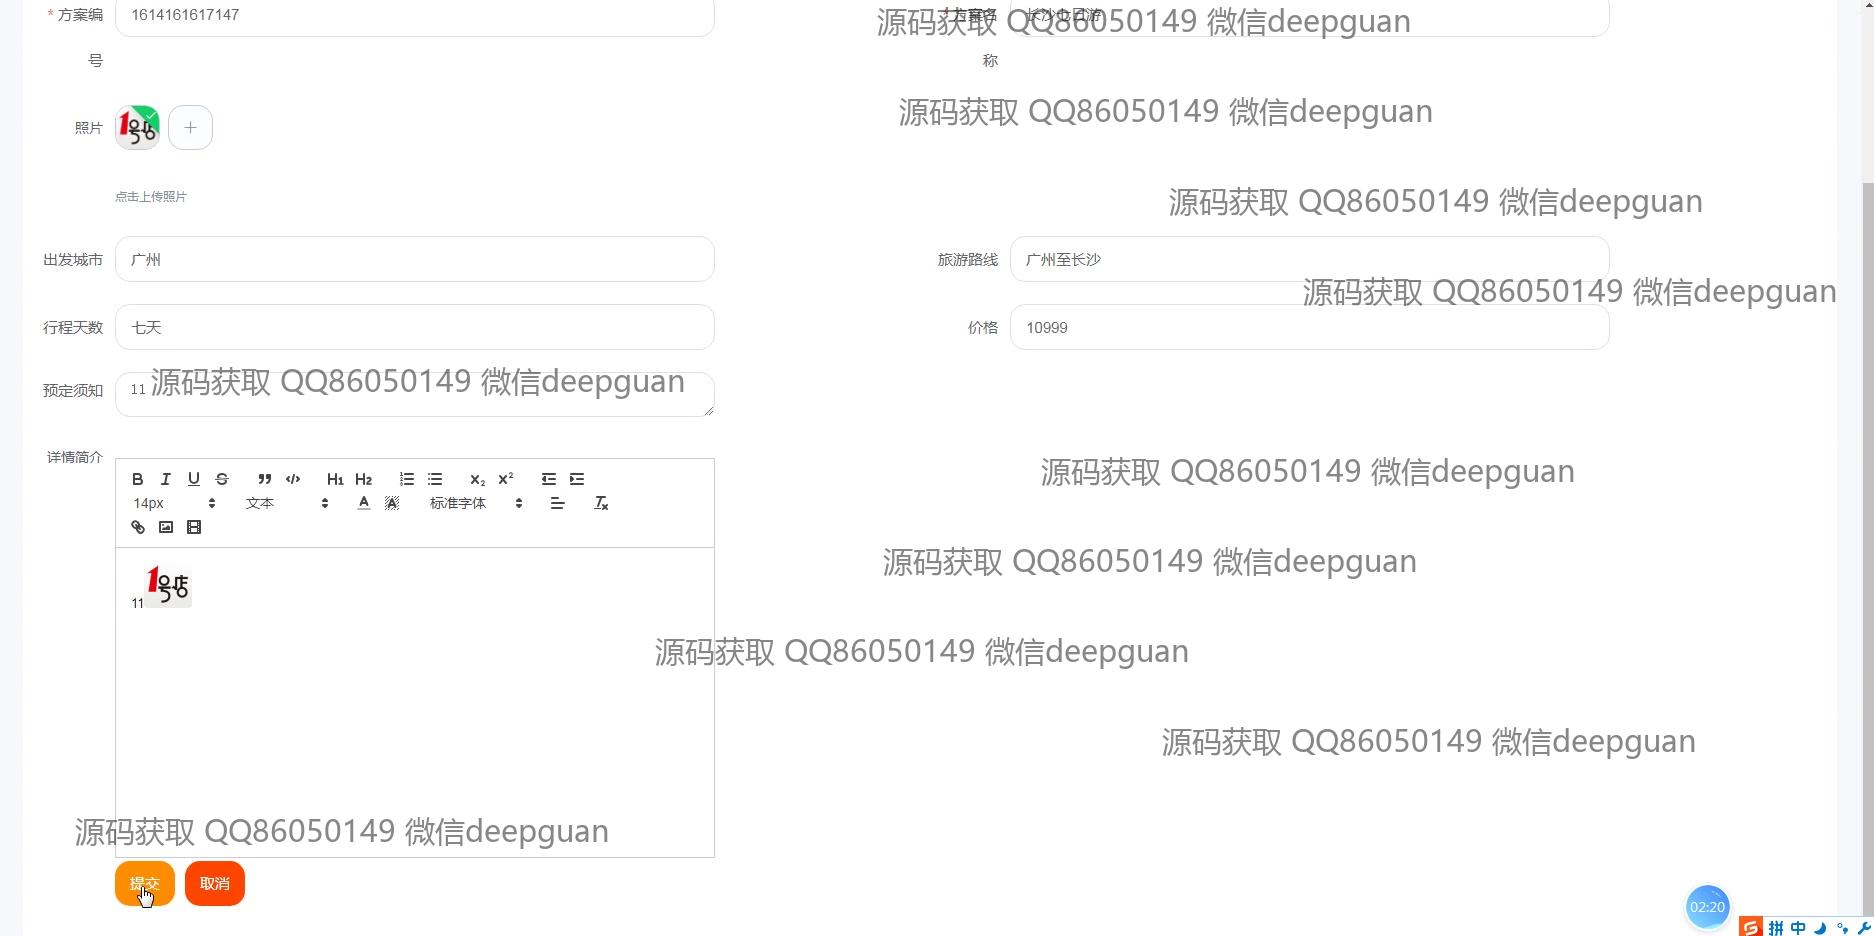 * 方案编号 1614161617147
* 方案名称 长沙七日游
源码获取 QQ86050149 微信deepguan
源码获取 QQ86050149 微信deepguan
照片 1号店 +
点击上传照片
源码获取 QQ86050149 微信deepguan
出发城市 广州
旅游路线 广州至长沙
源码获取 QQ86050149 微信deepguan
行程天数 七天
价格 10999
预定须知 11
源码获取 QQ86050149 微信deepguan
详情简介
B I U S H1 H2 x₂ x²
14px 文本 A A 标准字体 Tx
源码获取 QQ86050149 微信deepguan
源码获取 QQ86050149 微信deepguan
11 1号店
源码获取 QQ86050149 微信deepguan
源码获取 QQ86050149 微信deepguan
源码获取 QQ86050149 微信deepguan
提交 取消
02:20
S 拼 中